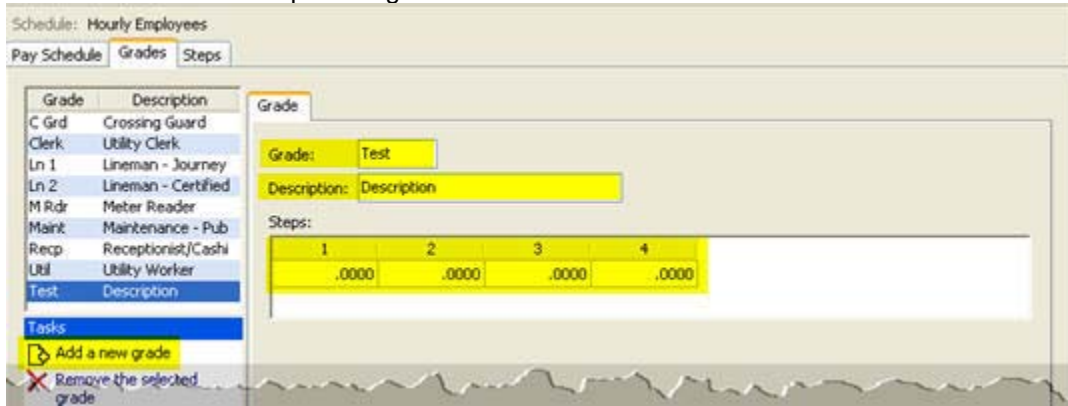 Schedule: Hourly Employees
Pay Schedule Grades Steps
Grade Description
C Grd Crossing Guard
Clerk Utility Clerk
Ln 1 Lineman - Journey
Ln 2 Lineman - Certified
M Rdr Meter Reader
Maint Maintenance - Pub
Recp Receptionist/Cashi
Util Utility Worker
Test Description
Tasks
Add a new grade
Remove the selected
grade
Grade
Grade: Test
Description: Description
Steps:
1 2 3 4
.0000 .0000 .0000 .0000